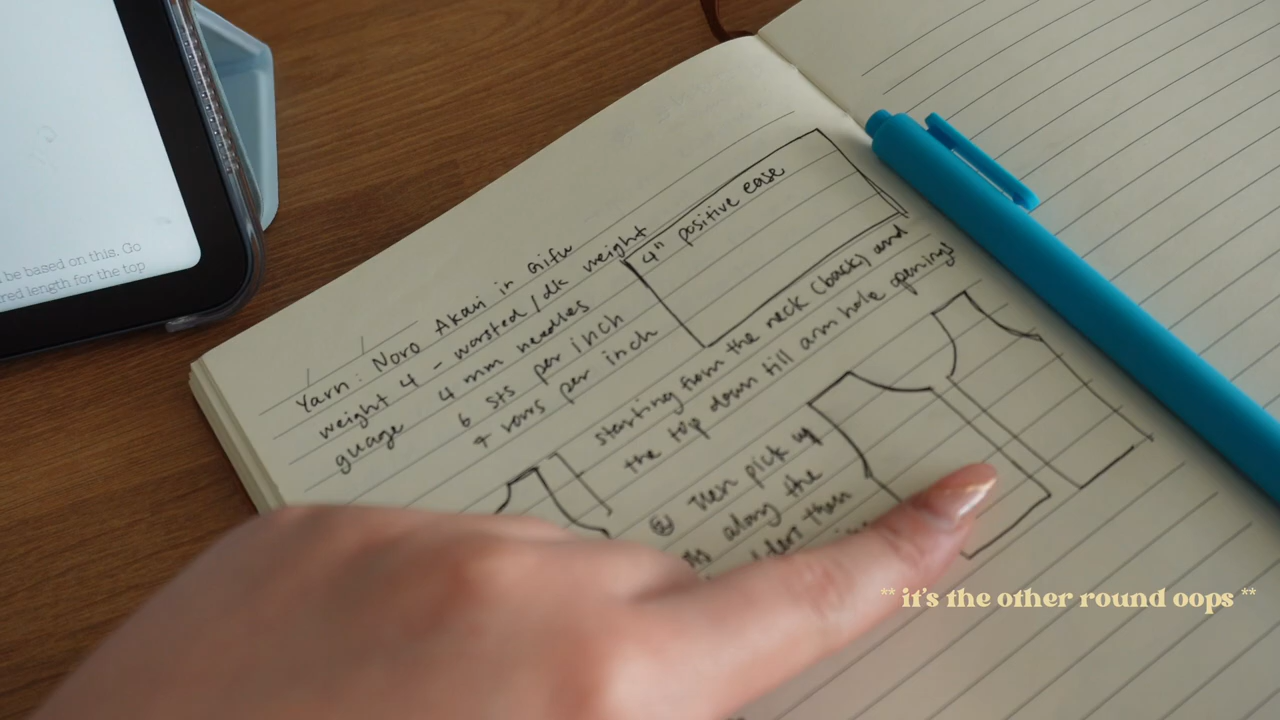 be based on this. Go
red length for the top
Yarn: Noro Akari in Gifu
weight 4 - worsted/dk weight
guage 4 mm needles
6 sts per inch
7 rows per inch
4" positive ease
starting from the neck (back) and
the top down till arm hole openings
then pick up
along the
than
** it's the other round oops **